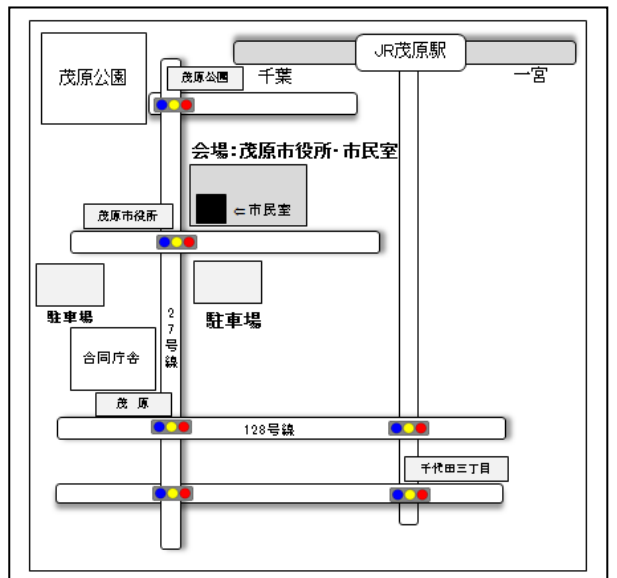 JR茂原駅
茂原公園
茂原公園
千葉
一宮
会場:茂原市役所・市民室
⇐市民室
茂原市役所
駐車場
駐車場
27号線
合同庁舎
茂原
128号線
千代田三丁目